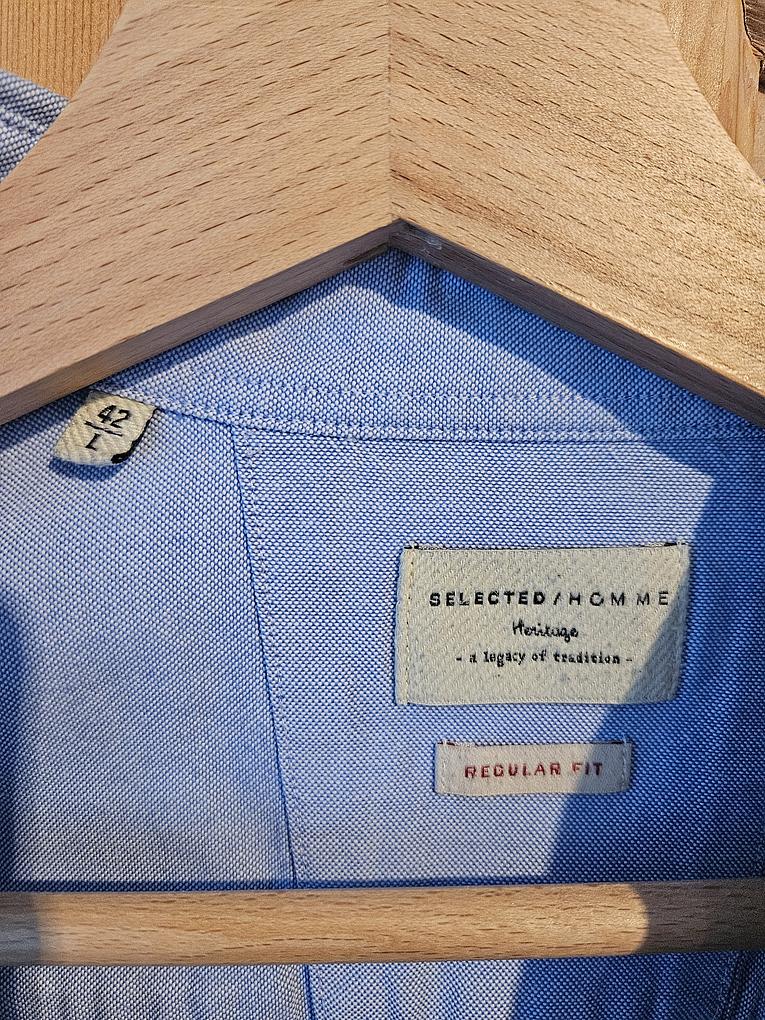 42
L
SELECTED / HOMME
Heritage
- a legacy of tradition -
REGULAR FIT